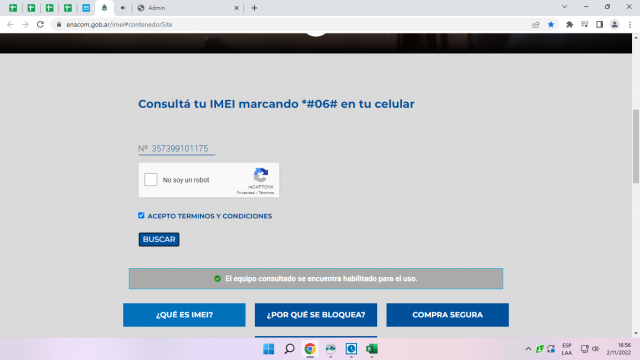 Admin
enacom.gob.ar/imei#contenedorSite
Consultá tu IMEI marcando *#06# en tu celular
Nº 357399101175
No soy un robot
reCAPTCHA
Privacidad - Términos
ACEPTO TERMINOS Y CONDICIONES
BUSCAR
El equipo consultado se encuentra habilitado para el uso.
¿QUÉ ES IMEI? ¿POR QUÉ SE BLOQUEA? COMPRA SEGURA
ESP
LAA
16:56
2/11/2022